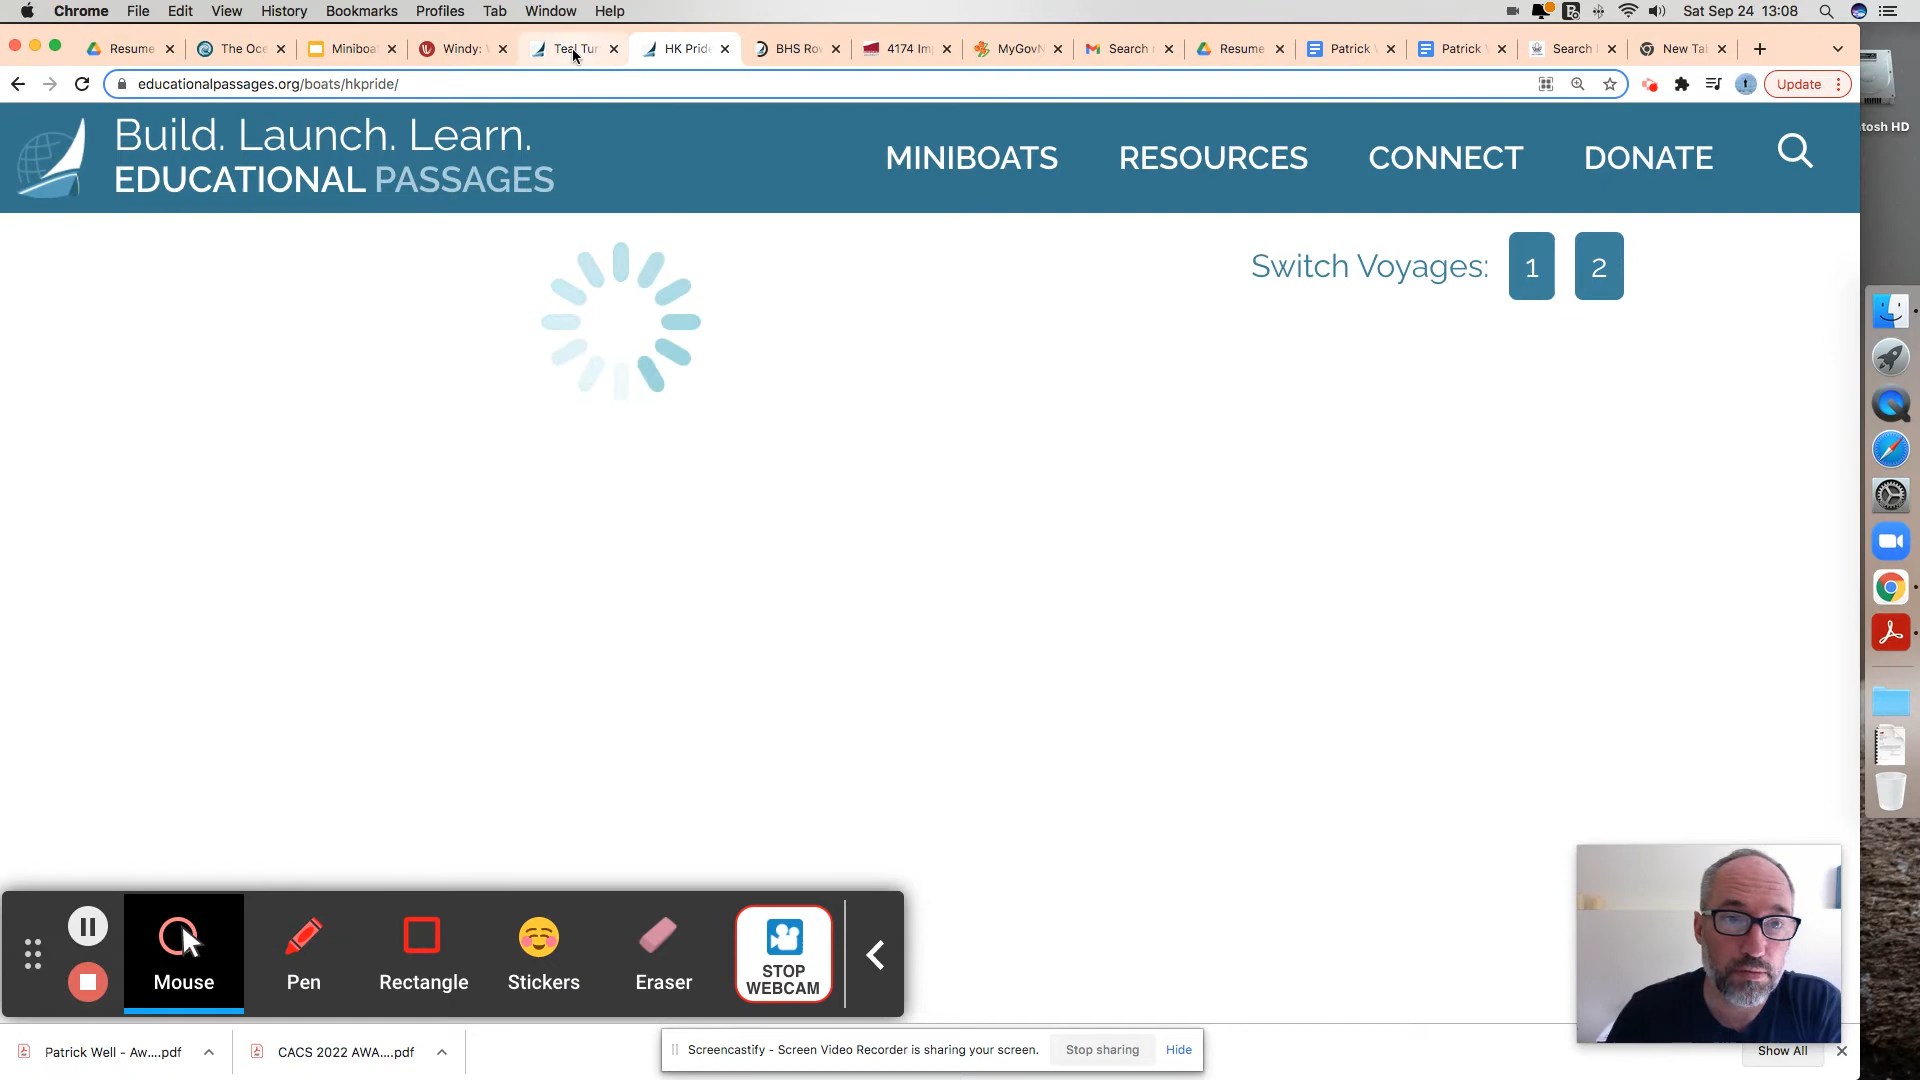 Chrome File Edit View History Bookmarks Profiles Tab Window Help Sat Sep 24 13:08
Resume The Oce Miniboa Windy: Teal Tur HK Pride BHS Ro 4174 Im MyGovN Search Resume Patrick Patrick Search New Ta
educationalpassages.org/boats/hkpride/ Update
tosh HD
Build. Launch. Learn.
EDUCATIONAL PASSAGES
MINIBOATS RESOURCES CONNECT DONATE
Switch Voyages: 1 2
Mouse Pen Rectangle Stickers Eraser STOP WEBCAM
Patrick Well - Aw....pdf CACS 2022 AWA....pdf Screencastify - Screen Video Recorder is sharing your screen. Stop sharing Hide Show All